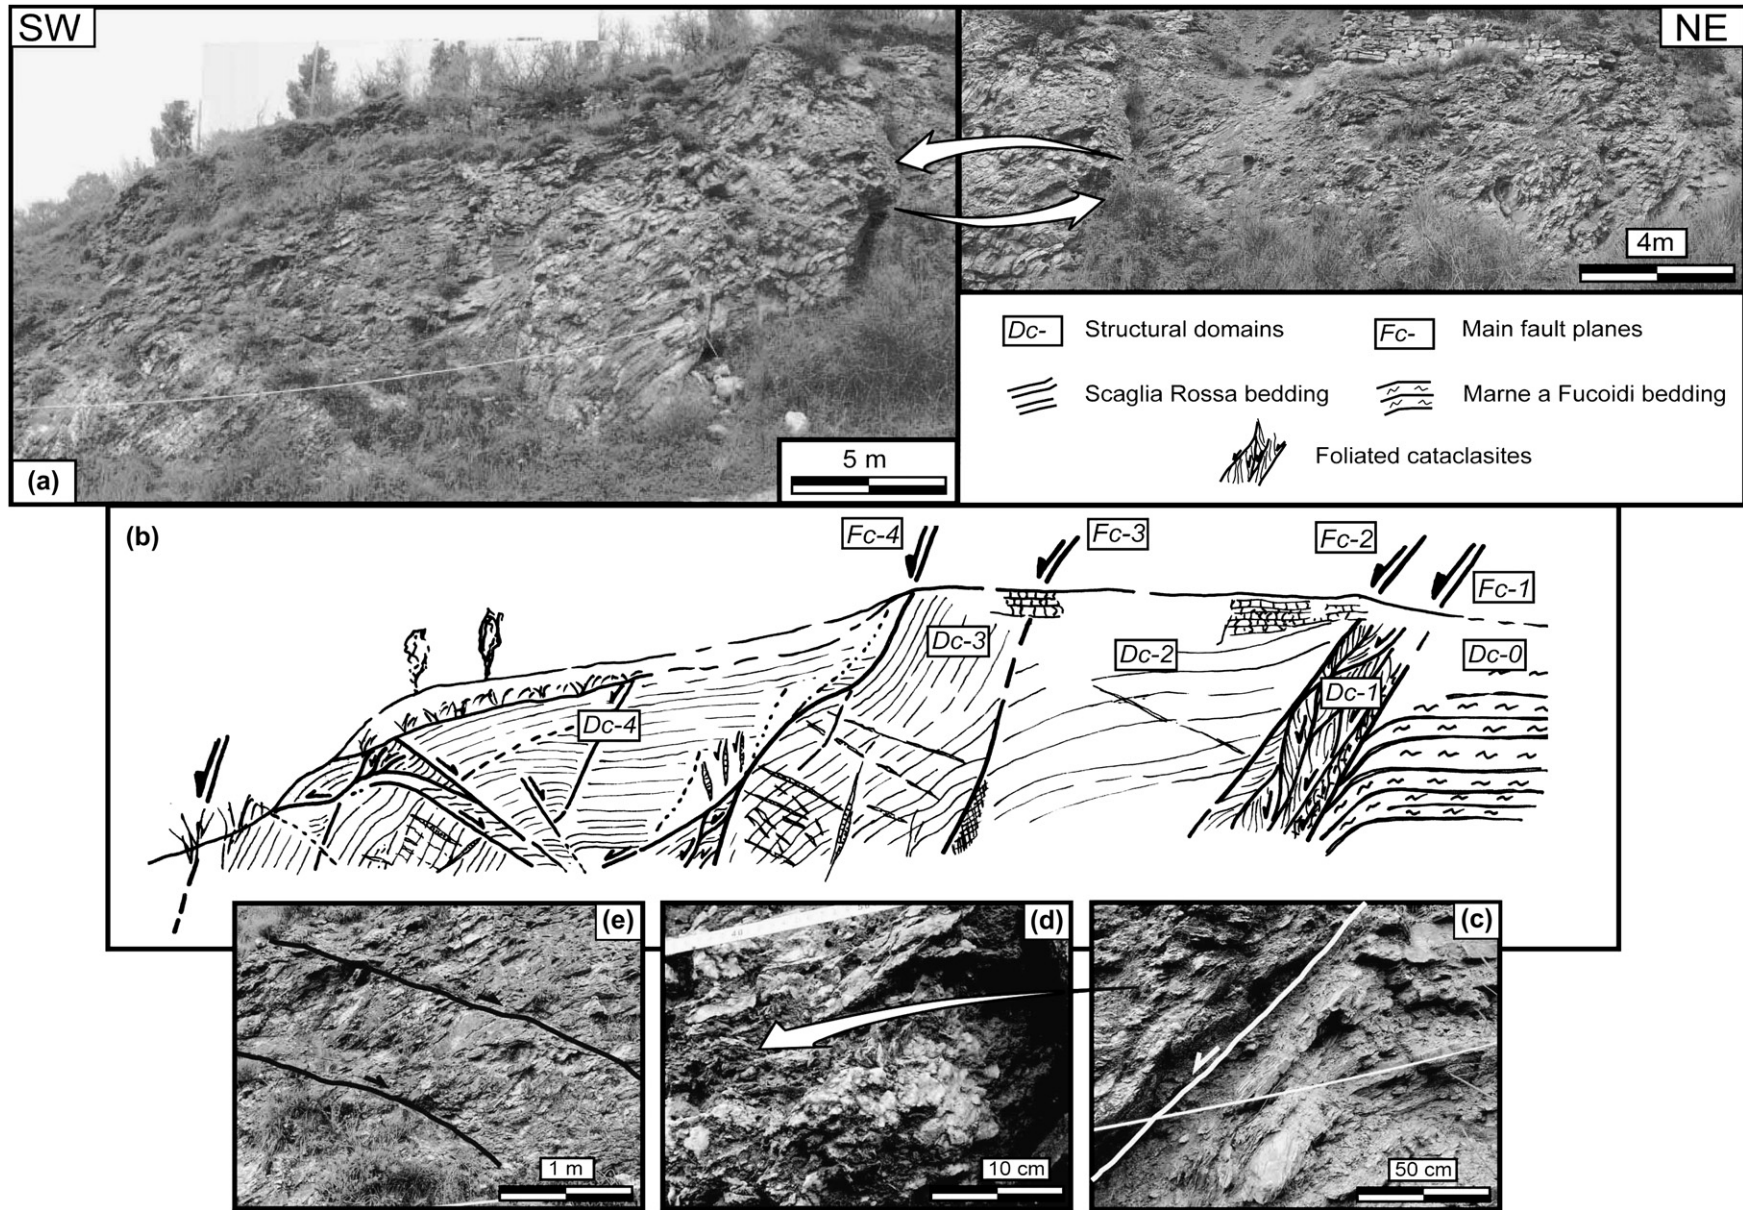 SW
NE
4m
5 m
(a)
Dc- Structural domains
Fc- Main fault planes
Scaglia Rossa bedding
Marne a Fucoidi bedding
Foliated cataclasites
(b)
Fc-4
Fc-3
Fc-2
Fc-1
Dc-3
Dc-2
Dc-0
Dc-1
Dc-4
(e)
(d)
(c)
1 m
10 cm
50 cm